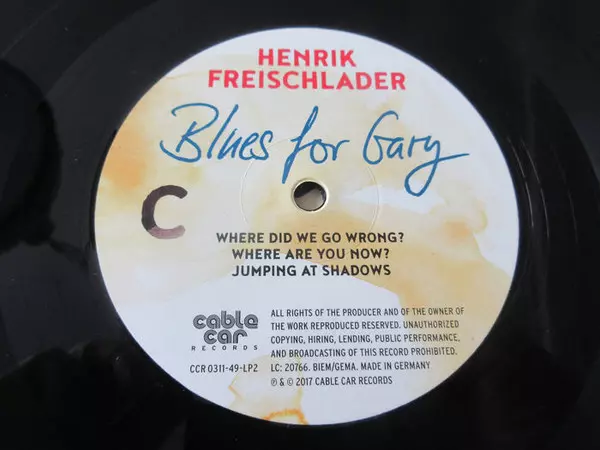 HENRIK
FREISCHLADER
Blues for Gary
C
WHERE DID WE GO WRONG?
WHERE ARE YOU NOW?
JUMPING AT SHADOWS
cable
car
RECORDS
CCR 0311-49-LP2
ALL RIGHTS OF THE PRODUCER AND OF THE OWNER OF
THE WORK REPRODUCED RESERVED. UNAUTHORIZED
COPYING, HIRING, LENDING, PUBLIC PERFORMANCE,
AND BROADCASTING OF THIS RECORD PROHIBITED.
LC: 20766. BIEM/GEMA. MADE IN GERMANY
℗ & © 2017 CABLE CAR RECORDS